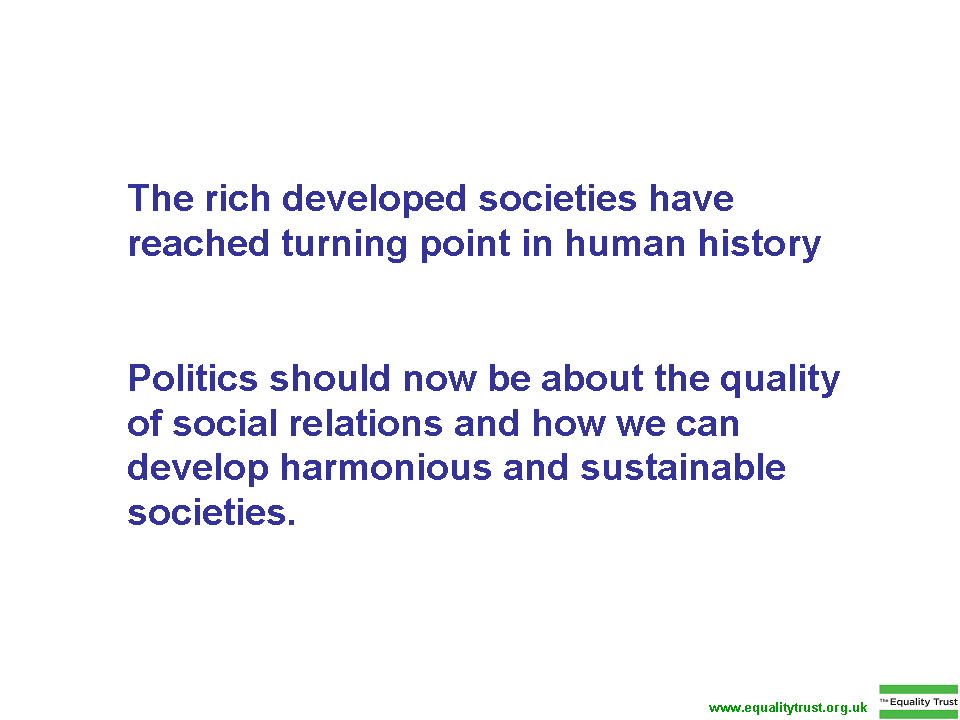 The rich developed societies have
reached turning point in human history
Politics should now be about the quality
of social relations and how we can
develop harmonious and sustainable
societies.
www.equalitytrust.org.uk
The Equality Trust